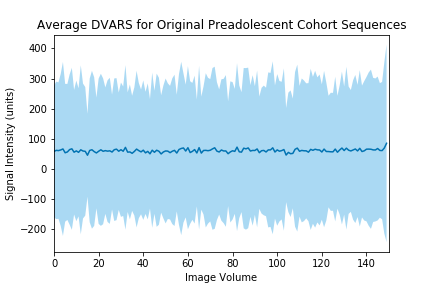 Average DVARS for Original Preadolescent Cohort Sequences
Signal Intensity (units)
400
300
200
100
0
−100
−200
0 20 40 60 80 100 120 140
Image Volume